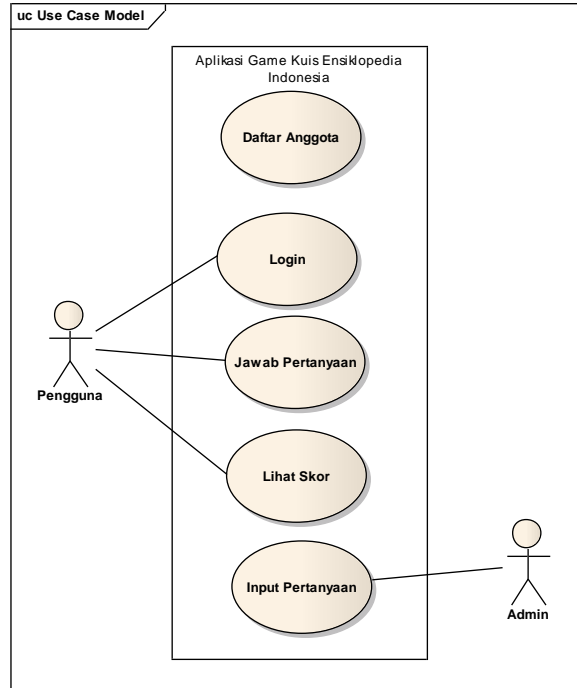 uc Use Case Model
Aplikasi Game Kuis Ensiklopedia
Indonesia
Daftar Anggota
Login
Jawab Pertanyaan
Pengguna
Lihat Skor
Input Pertanyaan
Admin